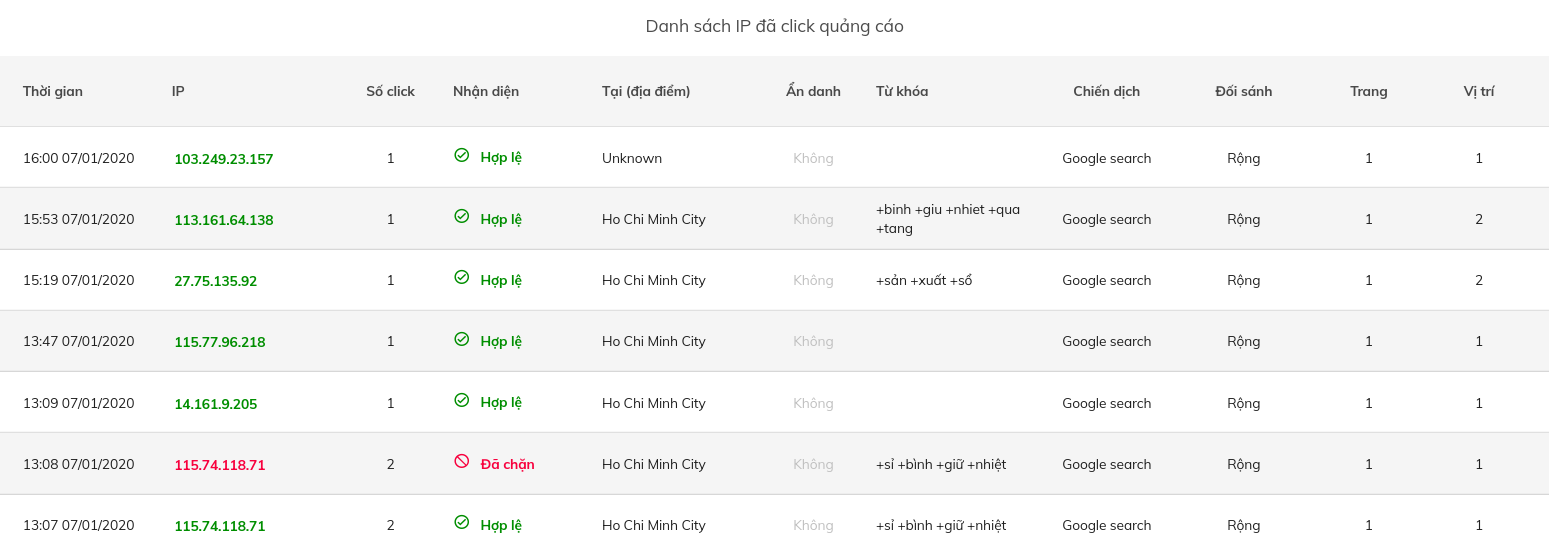 Danh sách IP đã click quảng cáo
Thời gian IP Số click Nhận diện Tại (địa điểm) Ẩn danh Từ khóa Chiến dịch Đối sánh Trang Vị trí
16:00 07/01/2020 103.249.23.157 1 Hợp lệ Unknown Không Google search Rộng 1 1
15:53 07/01/2020 113.161.64.138 1 Hợp lệ Ho Chi Minh City Không +binh +giu +nhiet +qua Google search Rộng 1 2
+tang
15:19 07/01/2020 27.75.135.92 1 Hợp lệ Ho Chi Minh City Không +sản +xuất +sổ Google search Rộng 1 2
13:47 07/01/2020 115.77.96.218 1 Hợp lệ Ho Chi Minh City Không Google search Rộng 1 1
13:09 07/01/2020 14.161.9.205 1 Hợp lệ Ho Chi Minh City Không Google search Rộng 1 1
13:08 07/01/2020 115.74.118.71 2 Đã chặn Ho Chi Minh City Không +sỉ +bình +giữ +nhiệt Google search Rộng 1 1
13:07 07/01/2020 115.74.118.71 2 Hợp lệ Ho Chi Minh City Không +sỉ +bình +giữ +nhiệt Google search Rộng 1 1